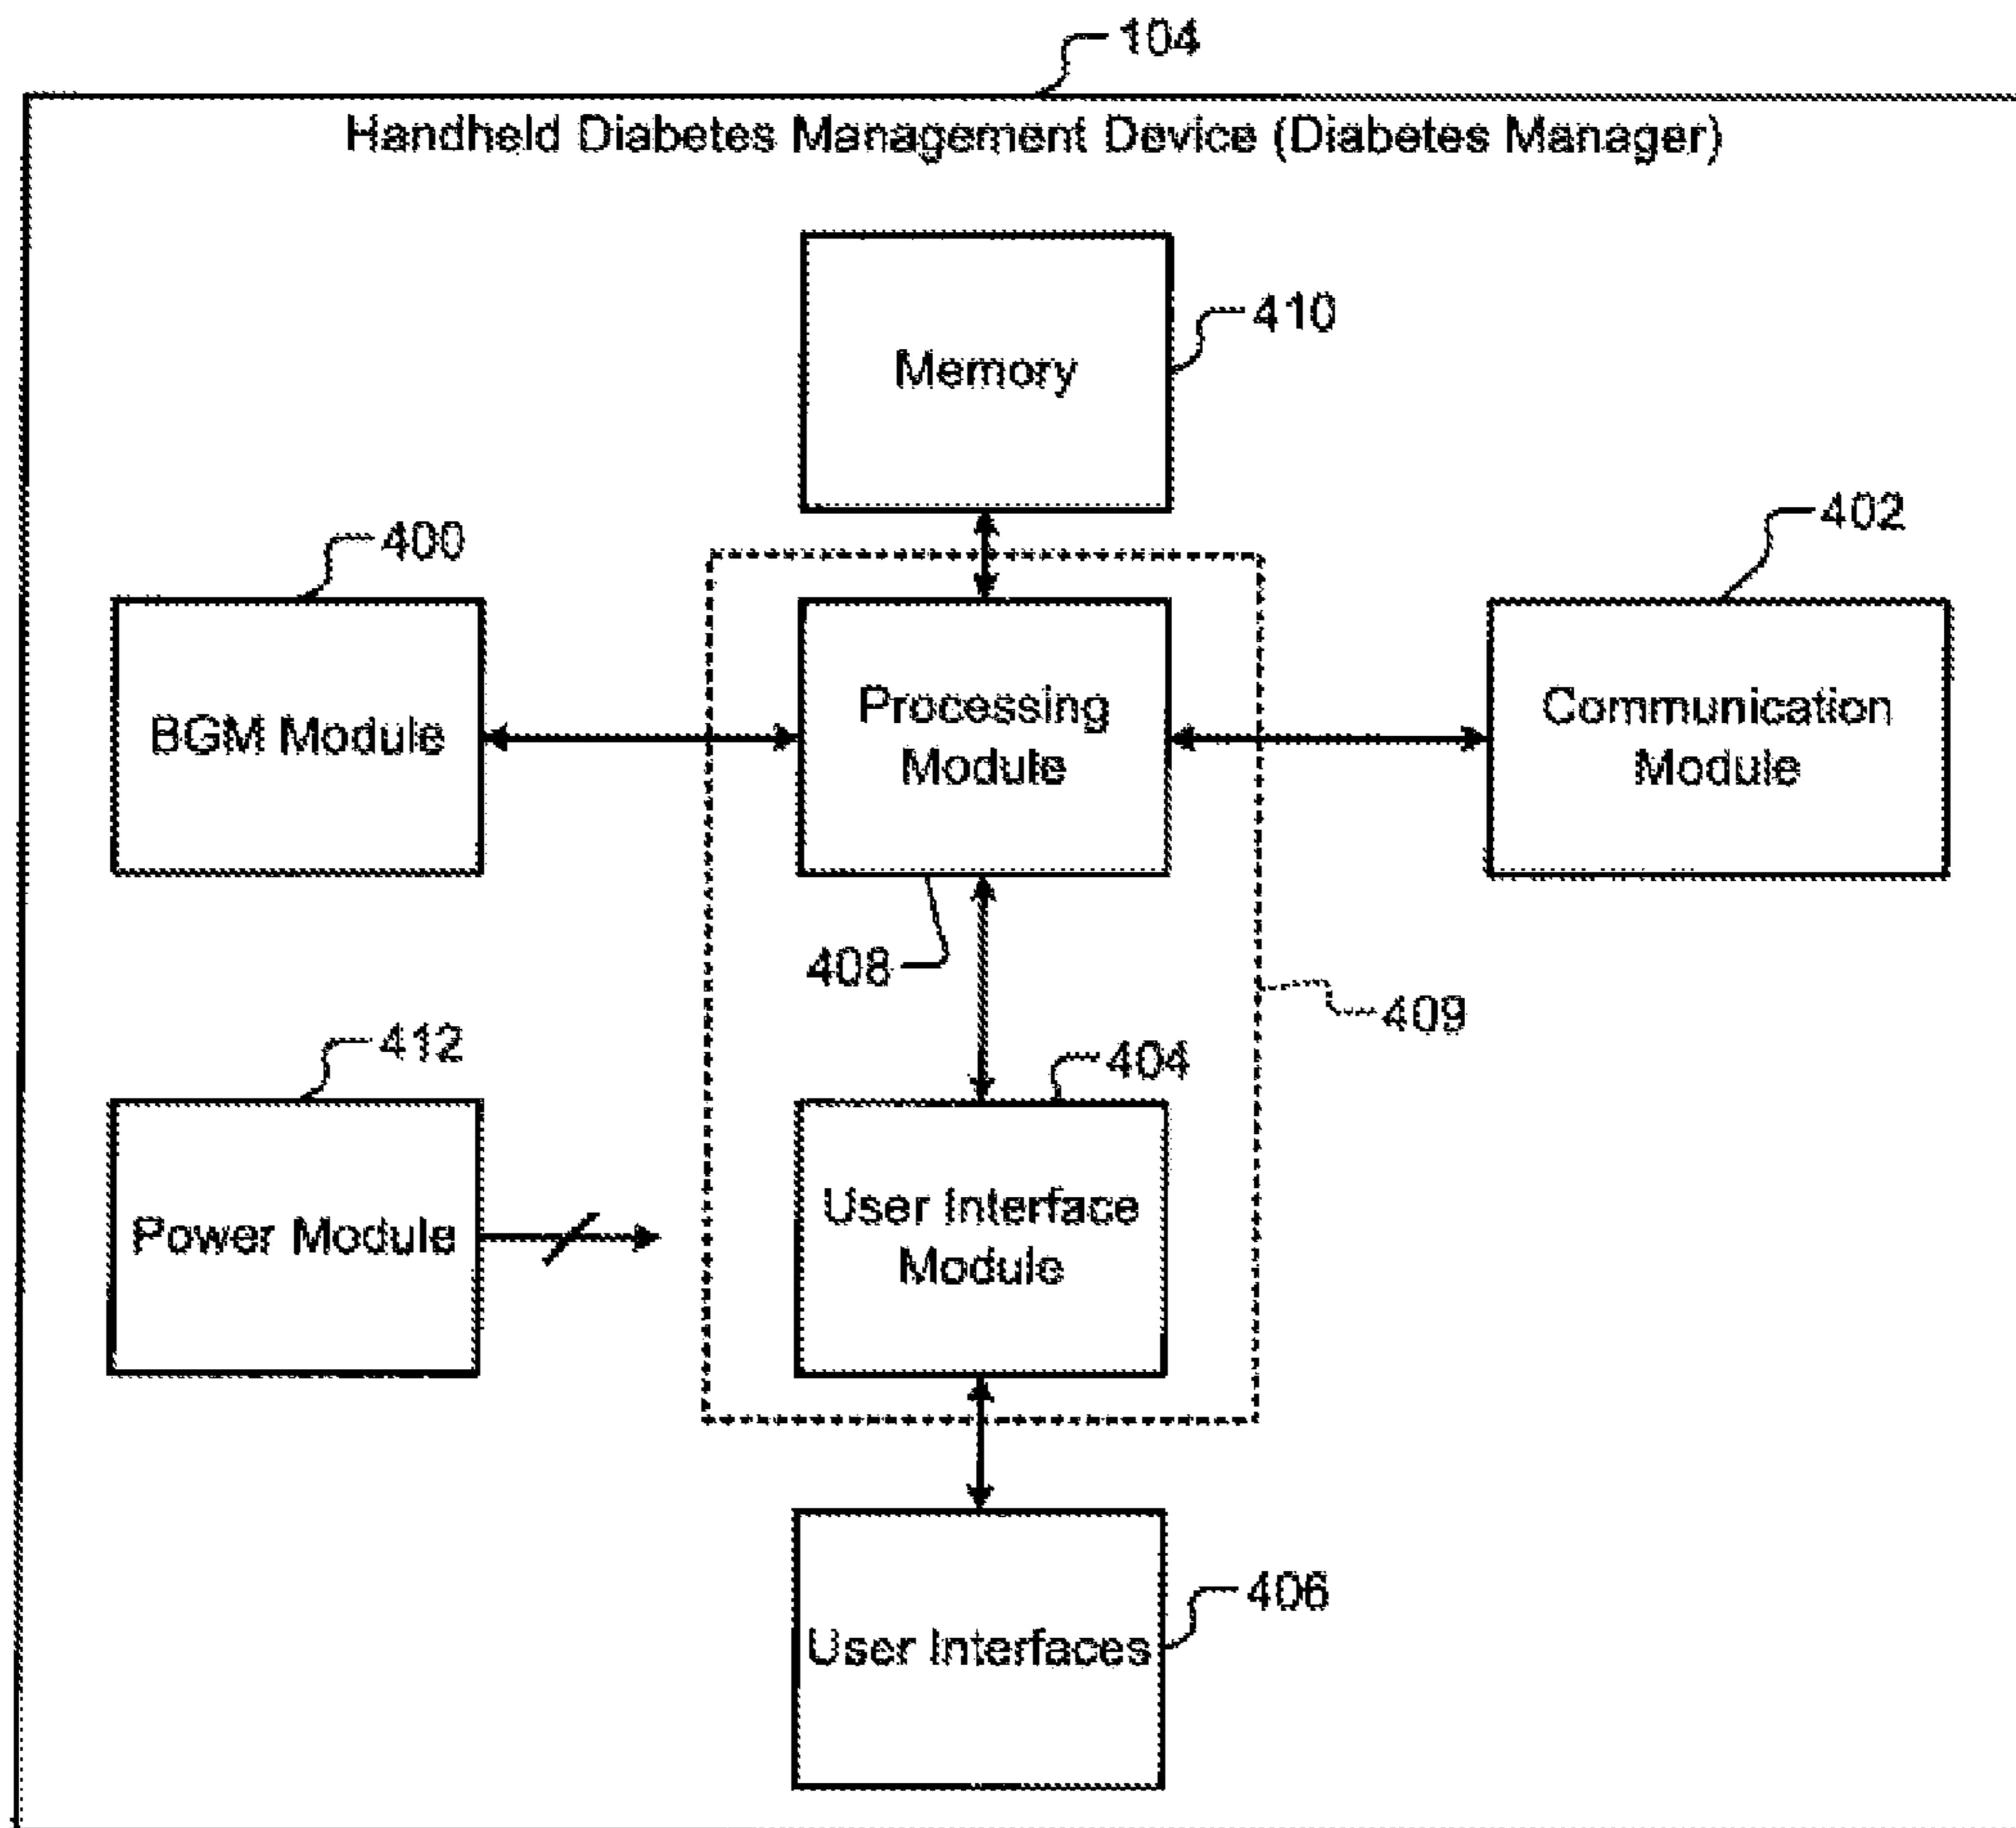 104
Handheld Diabetes Management Device (Diabetes Manager)
410
Memory
400
402
BGM Module
Processing
Module
Communication
Module
408
409
412
404
Power Module
User Interface
Module
406
User Interfaces